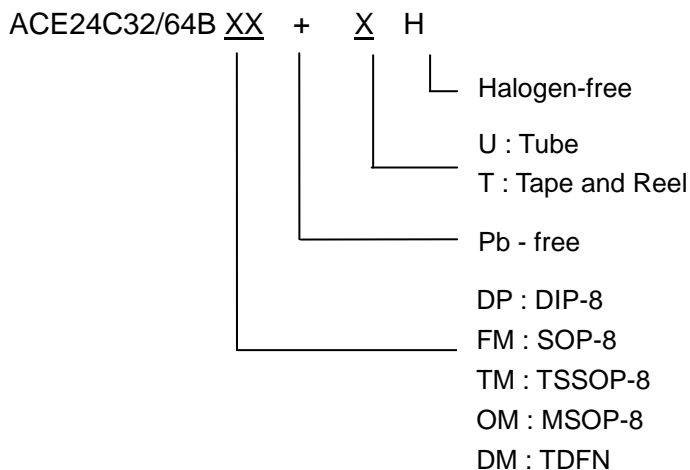 ACE24C32/64B XX + X H
Halogen-free
U : Tube
T : Tape and Reel
Pb - free
DP : DIP-8
FM : SOP-8
TM : TSSOP-8
OM : MSOP-8
DM : TDFN